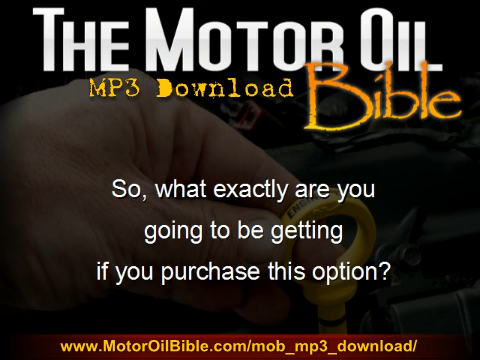 THE MOTOR OIL
MP3 Download
Bible
So, what exactly are you
going to be getting
if you purchase this option?
www.MotorOilBible.com/mob_mp3_download/